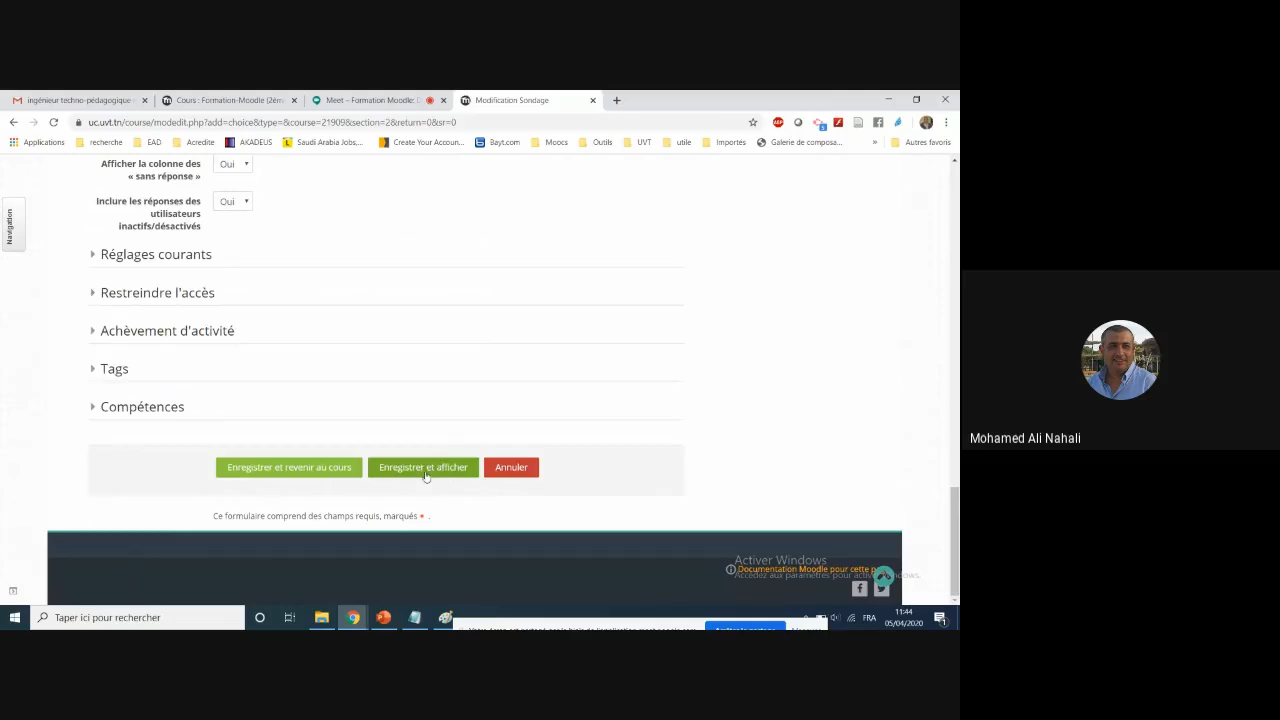 ingénieur techno-pédagogique
Cours : Formation-Moodle (2èm
Meet – Formation Moodle: D
Modification Sondage
uc.uvt.tn/course/modedit.php?add=choice&type=&course=21909&section=2&return=0&sr=0
Applications
recherche
EAD
Acredite
AKADEUS
Saudi Arabia Jobs,...
Create Your Accoun...
Bayt.com
Moocs
Outils
UVT
utile
Importés
Galerie de composa...
»
Autres favoris
Afficher la colonne des
« sans réponse »
Oui
Inclure les réponses des
utilisateurs
inactifs/désactivés
Oui
Navigation
Réglages courants
Restreindre l'accès
Achèvement d'activité
Tags
Compétences
Enregistrer et revenir au cours
Enregistrer et afficher
Annuler
Ce formulaire comprend des champs requis, marqués * .
Mohamed Ali Nahali
Activer Windows
Documentation Moodle pour cette
Accédez aux paramètres pour
Taper ici pour rechercher
FRA
11:44
05/04/2020